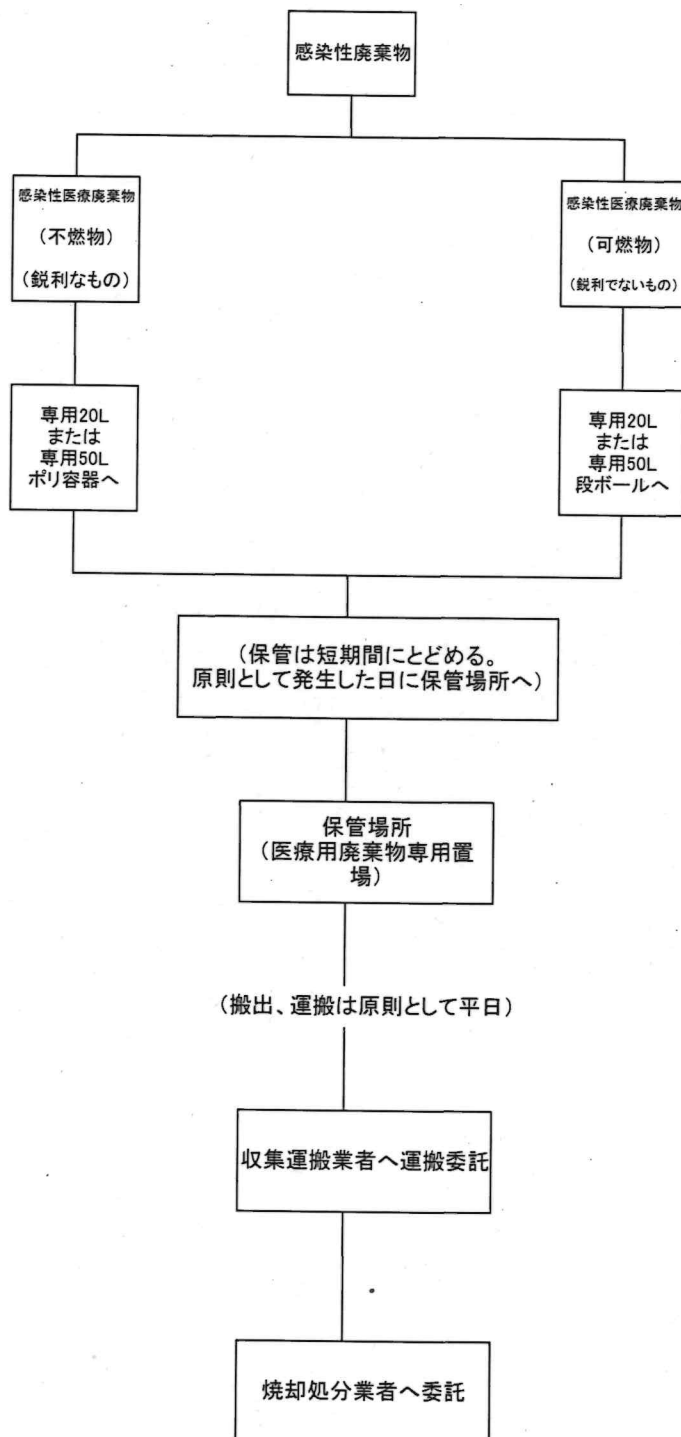 感染性廃棄物
感染性医療廃棄物
（不燃物）
（鋭利なもの）
感染性医療廃棄物
（可燃物）
（鋭利でないもの）
専用20L
または
専用50L
ポリ容器へ
専用20L
または
専用50L
段ボールへ
（保管は短期間にとどめる。
原則として発生した日に保管場所へ）
保管場所
（医療用廃棄物専用置
場）
（搬出、運搬は原則として平日）
収集運搬業者へ運搬委託
焼却処分業者へ委託